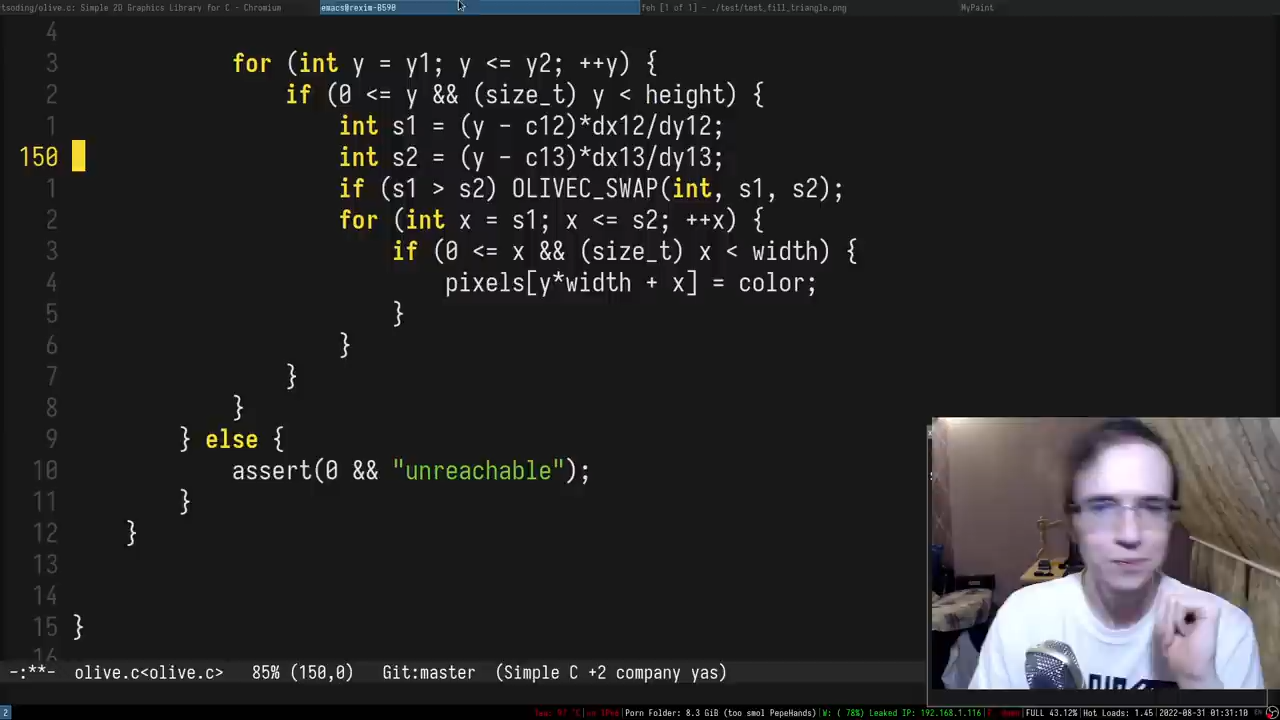 tsoding/olive.c: Simple 2D Graphics Library for C - Chromium
emacs@rexim-B590
feh [1 of 1] - ./test/test_fill_triangle.png
MyPaint
4
3 for (int y = y1; y <= y2; ++y) {
2 if (0 <= y && (size_t) y < height) {
1 int s1 = (y - c12)*dx12/dy12;
150 int s2 = (y - c13)*dx13/dy13;
1 if (s1 > s2) OLIVEC_SWAP(int, s1, s2);
2 for (int x = s1; x <= s2; ++x) {
3 if (0 <= x && (size_t) x < width) {
4 pixels[y*width + x] = color;
5 }
6 }
7 }
8 }
9 } else {
10 assert(0 && "unreachable");
11 }
12 }
13
14
15 }
16
-:**- olive.c<olive.c> 85% (150,0) Git:master (Simple C +2 company yas)
2
Porn Folder: 8.3 GiB (too smol PepeHands)
W: ( 78%) Leaked IP: 192.168.1.116
FULL 43.12%
Hot Loads: 1.45
2022-08-31 01:31:10